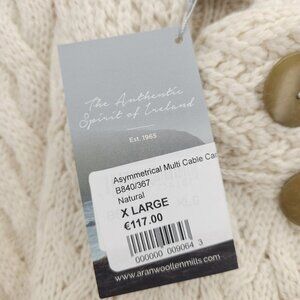 The Authentic
Spirit of Ireland
Est. 1965
Asymmetrical Multi Cable Car
B840/367
Natural
X LARGE
€117.00
000000 009064 3
www.aranwoollenmills.com